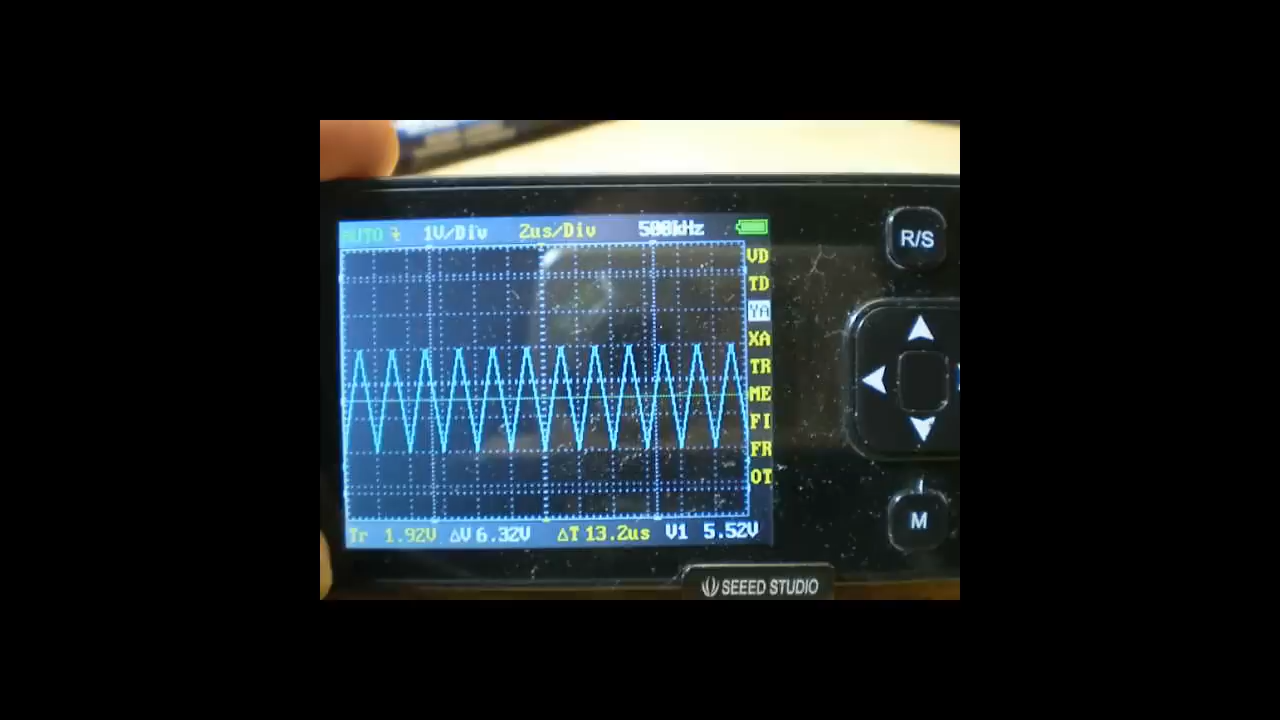 AUTO 1V/Div 2us/Div 500kHz
VD
TD
YA
XA
TR
ME
FI
FR
OT
Tr 1.92V ΔV 6.32V ΔT 13.2us V1 5.52V
R/S
M
SEEED STUDIO